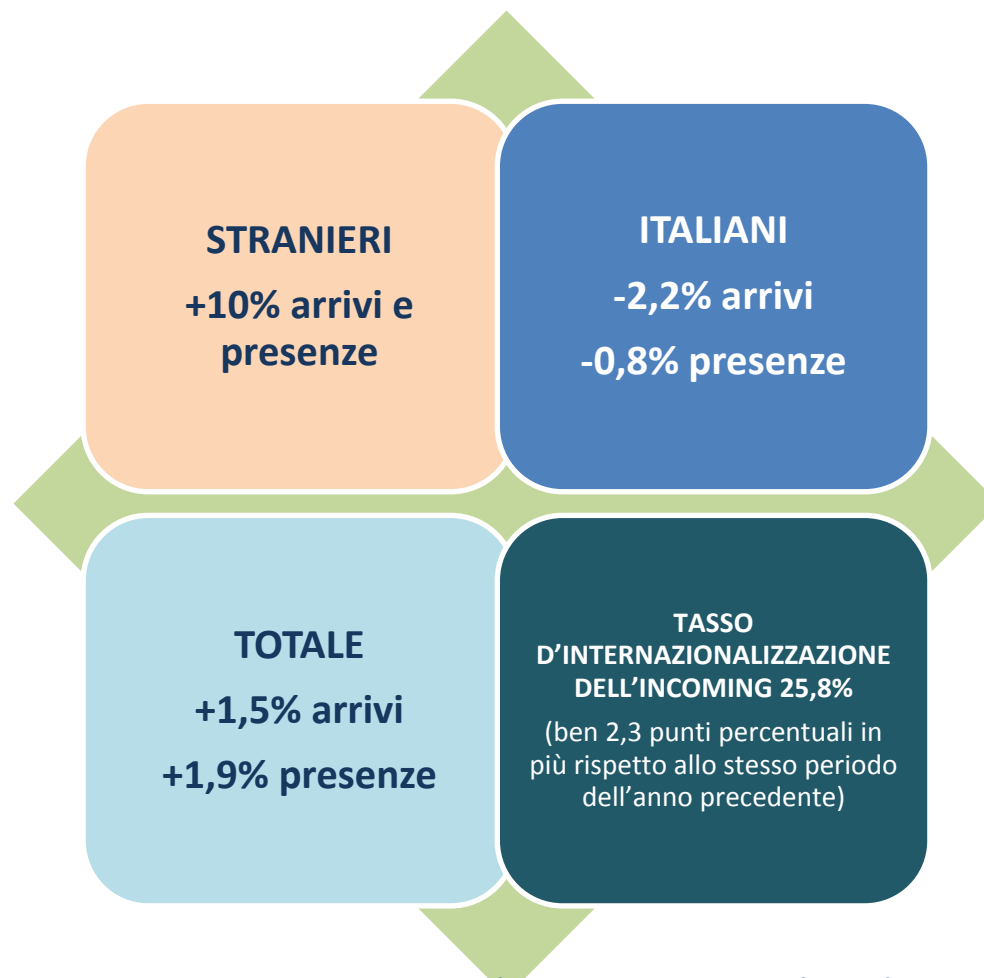 STRANIERI
+10% arrivi e
presenze
ITALIANI
-2,2% arrivi
-0,8% presenze
TOTALE
+1,5% arrivi
+1,9% presenze
TASSO
D’INTERNAZIONALIZZAZIONE
DELL’INCOMING 25,8%
(ben 2,3 punti percentuali in
più rispetto allo stesso periodo
dell’anno precedente)